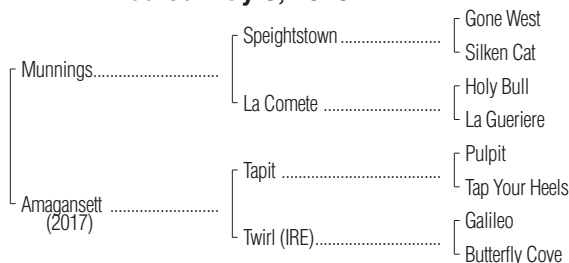 Gone West
Speightstown
Silken Cat
Munnings
Holy Bull
La Comete
La Gueriere
Pulpit
Tapit
Tap Your Heels
Amagansett
(2017)
Galileo
Twirl (IRE)
Butterfly Cove